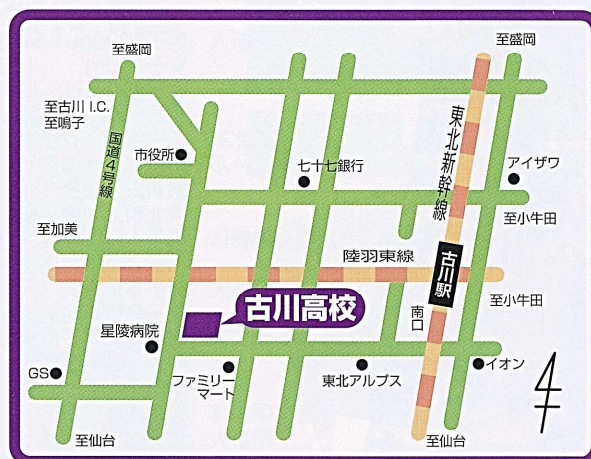 至盛岡
至盛岡
至古川 I.C.
至鳴子
国道4号線
市役所
七十七銀行
東北新幹線
アイザワ
至小牛田
至加美
陸羽東線
古川駅
至小牛田
古川高校
南口
星陵病院
GS
ファミリー
マート
東北アルプス
イオン
至仙台
至仙台